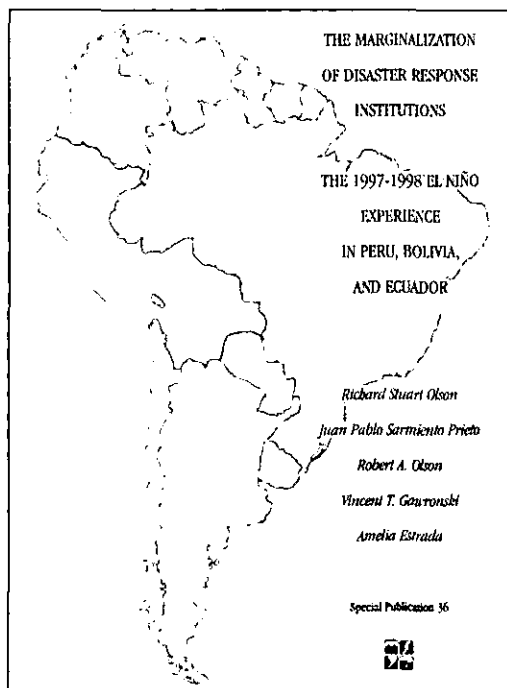 THE MARGINALIZATION
OF DISASTER RESPONSE
INSTITUTIONS
THE 1997-1998 EL NIÑO
EXPERIENCE
IN PERU, BOLIVIA,
AND ECUADOR
Richard Stuart Olson
Juan Pablo Sarmiento Prieto
Robert A. Olson
Vincent T. Gawronski
Amelia Estrada
Special Publication 36